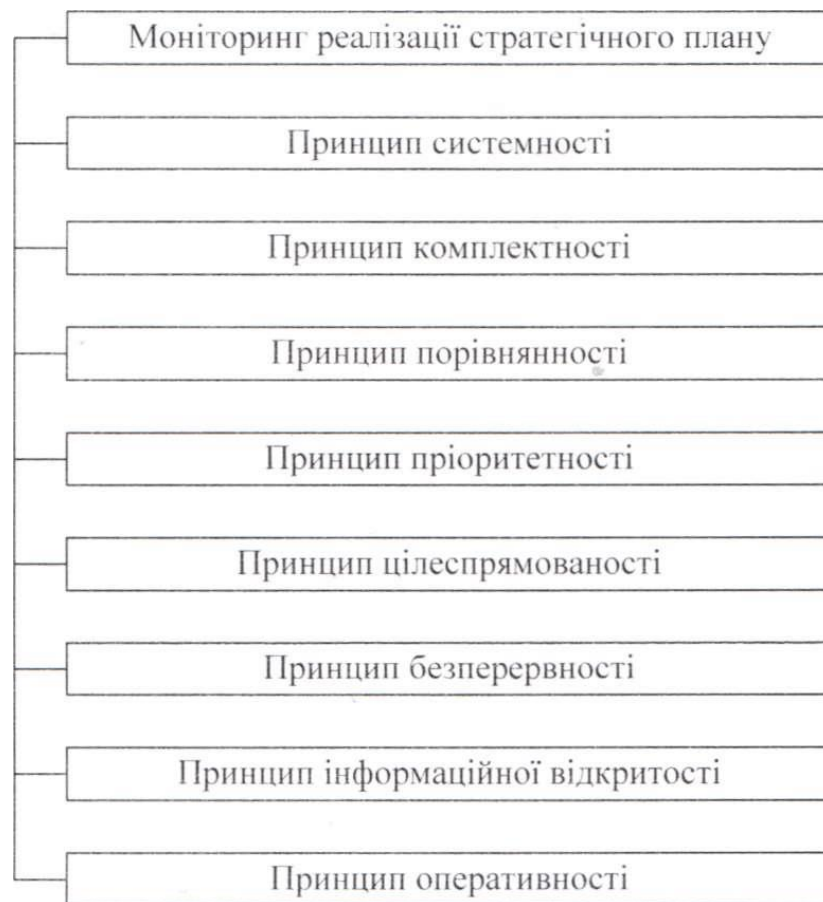 Моніторинг реалізації стратегічного плану
Принцип системності
Принцип комплектності
Принцип порівнянності
Принцип пріоритетності
Принцип цілеспрямованості
Принцип безперервності
Принцип інформаційної відкритості
Принцип оперативності